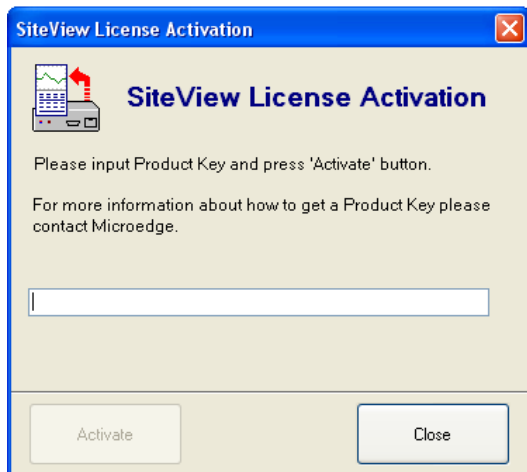 SiteView License Activation
SiteView License Activation
Please input Product Key and press 'Activate' button.
For more information about how to get a Product Key please
contact Microedge.
Activate
Close